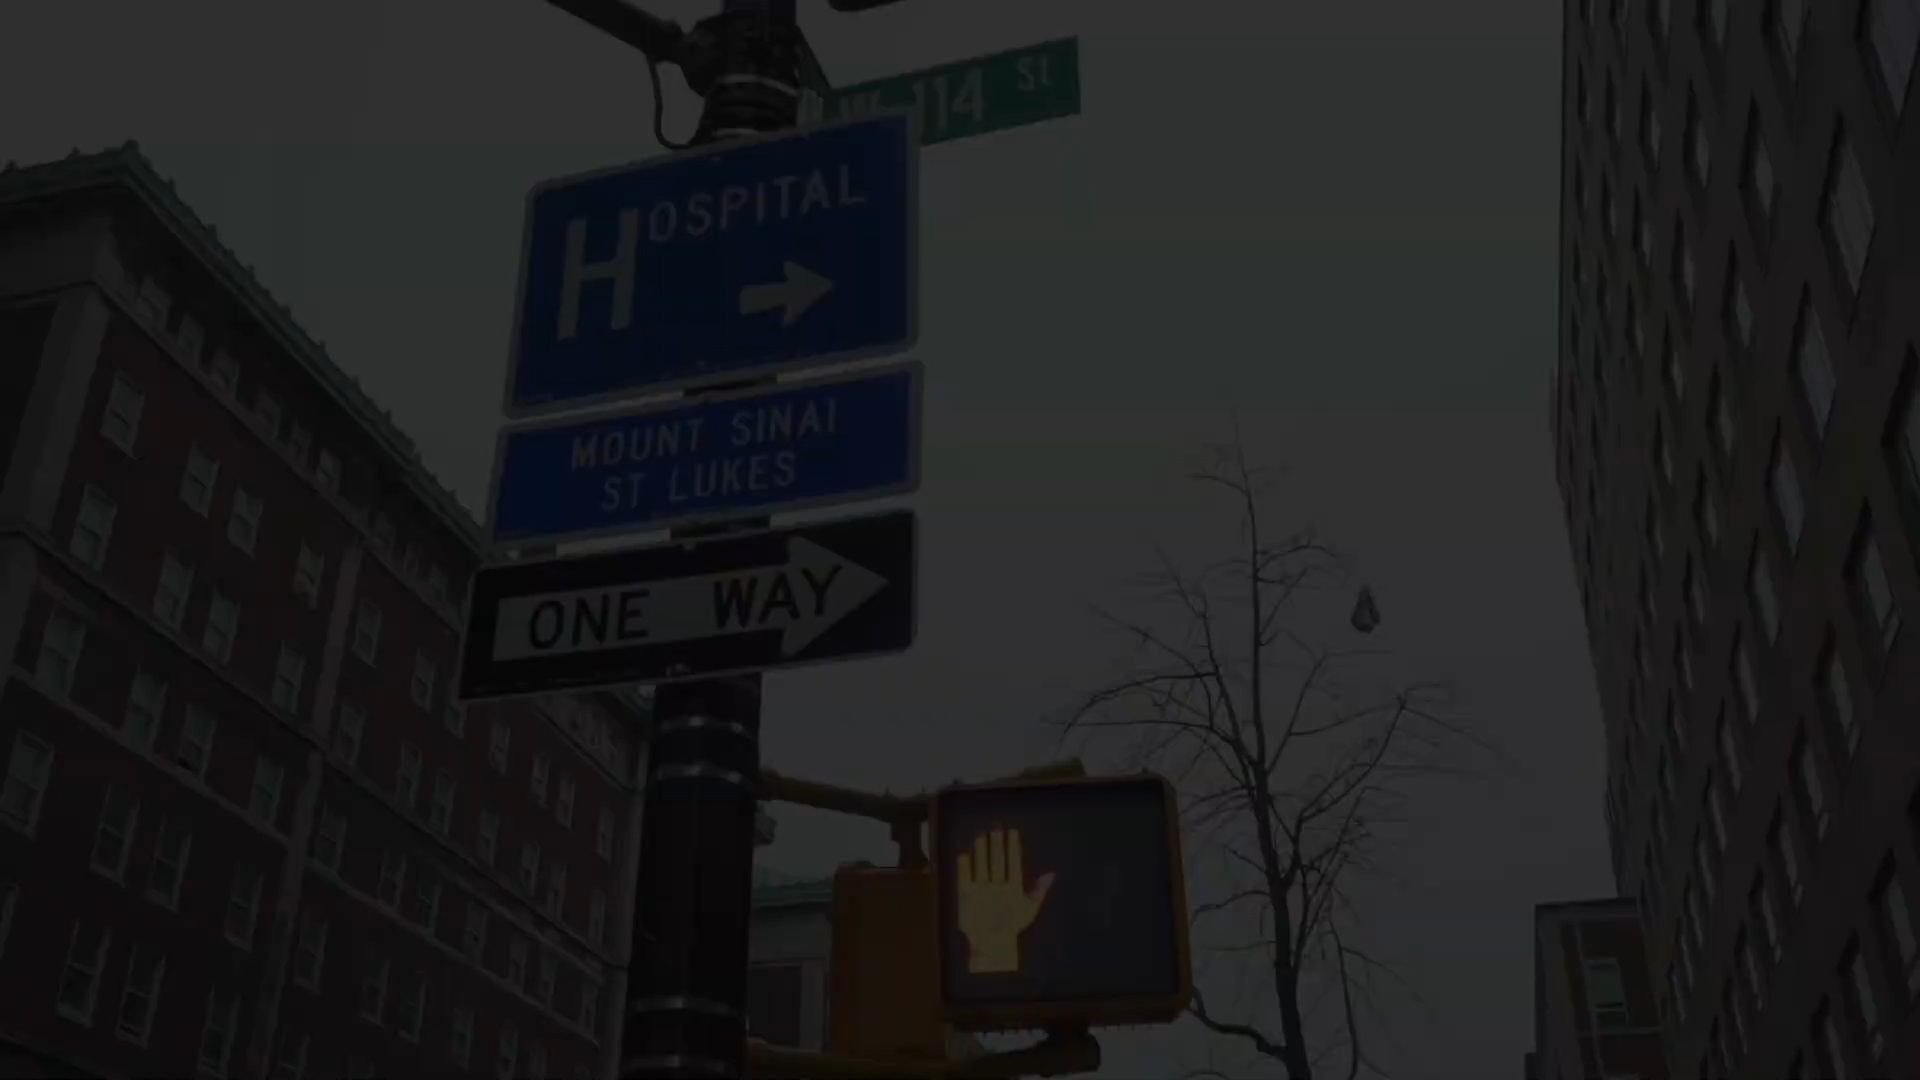 W 114 St
HOSPITAL
MOUNT SINAI
ST LUKES
ONE WAY